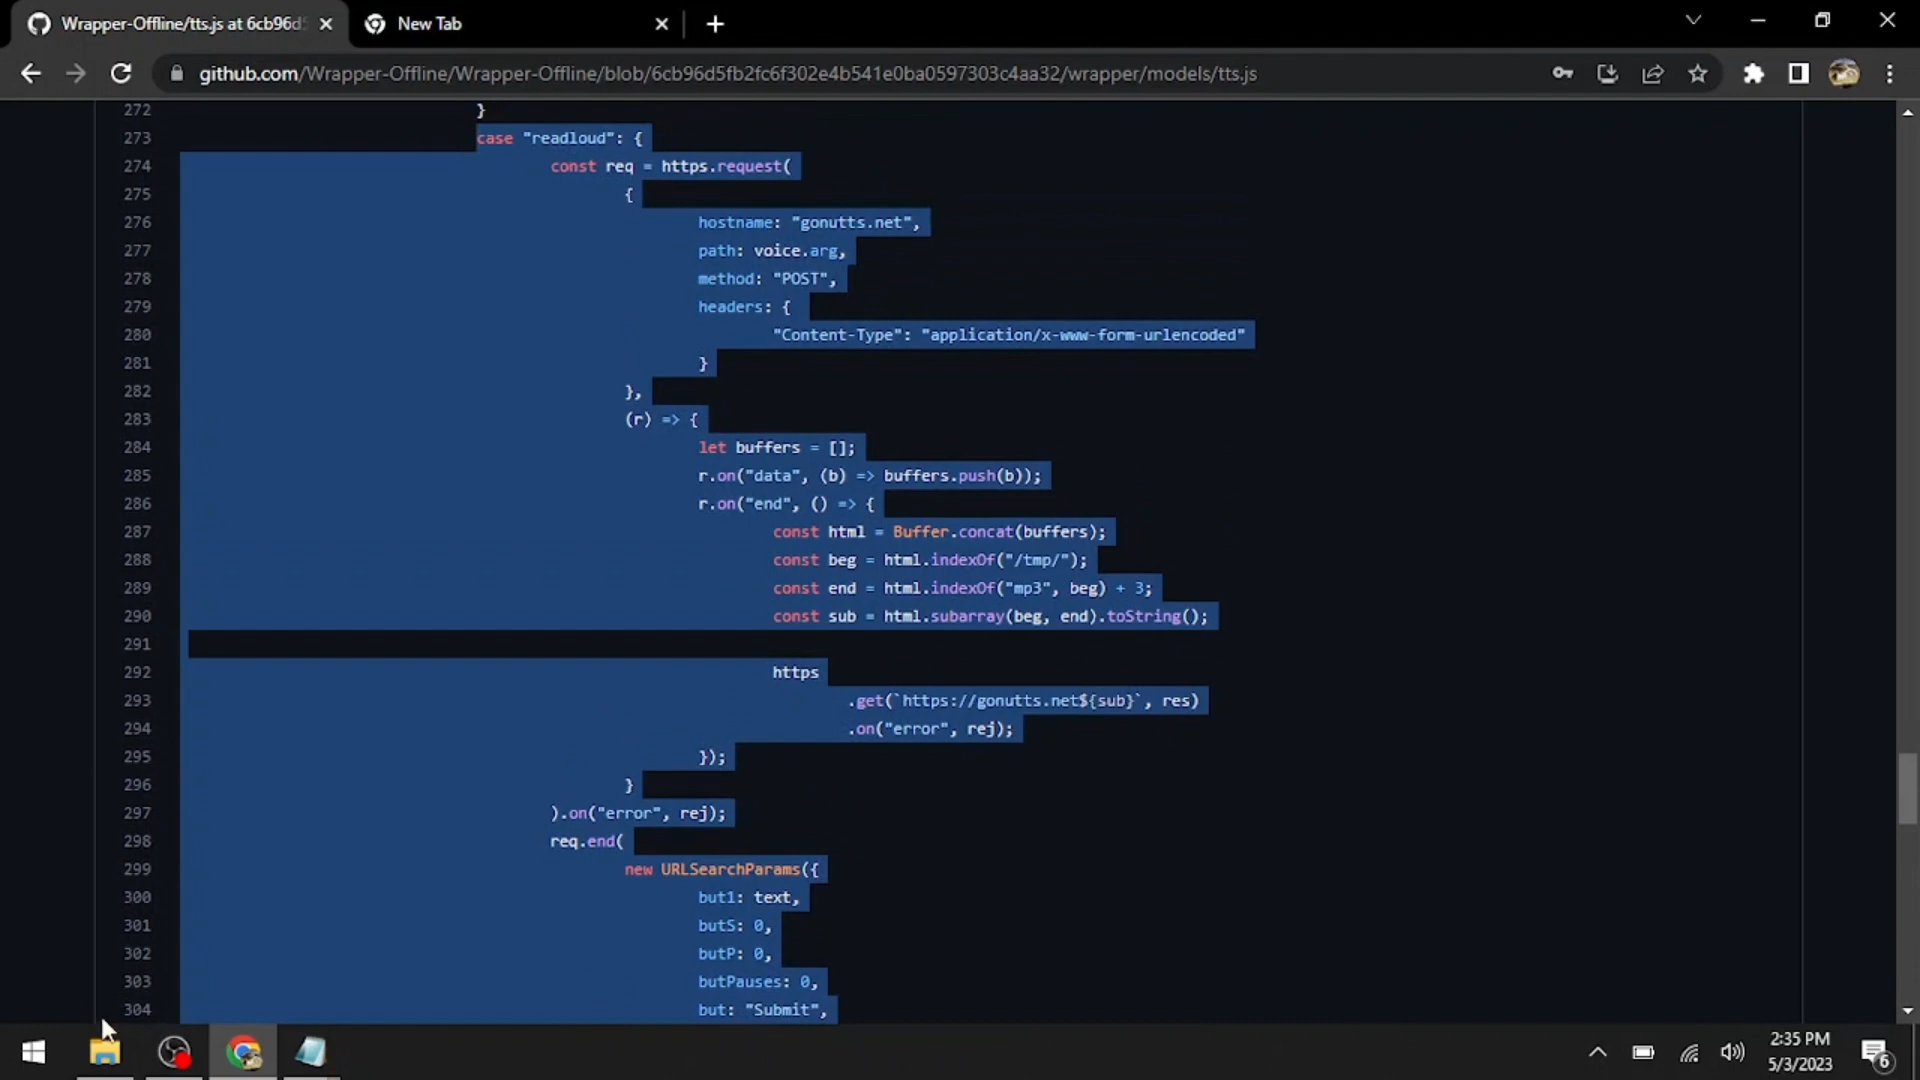 Wrapper-Offline/tts.js at 6cb96d5
New Tab
github.com/Wrapper-Offline/Wrapper-Offline/blob/6cb96d5fb2fc6f302e4b541e0ba0597303c4aa32/wrapper/models/tts.js
272 }
273 case "readloud": {
274 const req = https.request(
275 {
276 hostname: "gonutts.net",
277 path: voice.arg,
278 method: "POST",
279 headers: {
280 "Content-Type": "application/x-www-form-urlencoded"
281 }
282 },
283 (r) => {
284 let buffers = [];
285 r.on("data", (b) => buffers.push(b));
286 r.on("end", () => {
287 const html = Buffer.concat(buffers);
288 const beg = html.indexOf("/tmp/");
289 const end = html.indexOf("mp3", beg) + 3;
290 const sub = html.subarray(beg, end).toString();
291
292 https
293 .get(`https://gonutts.net${sub}`, res)
294 .on("error", rej);
295 });
296 }
297 ).on("error", rej);
298 req.end(
299 new URLSearchParams({
300 but1: text,
301 butS: 0,
302 butP: 0,
303 butPauses: 0,
304 but: "Submit",
2:35 PM
5/3/2023
6